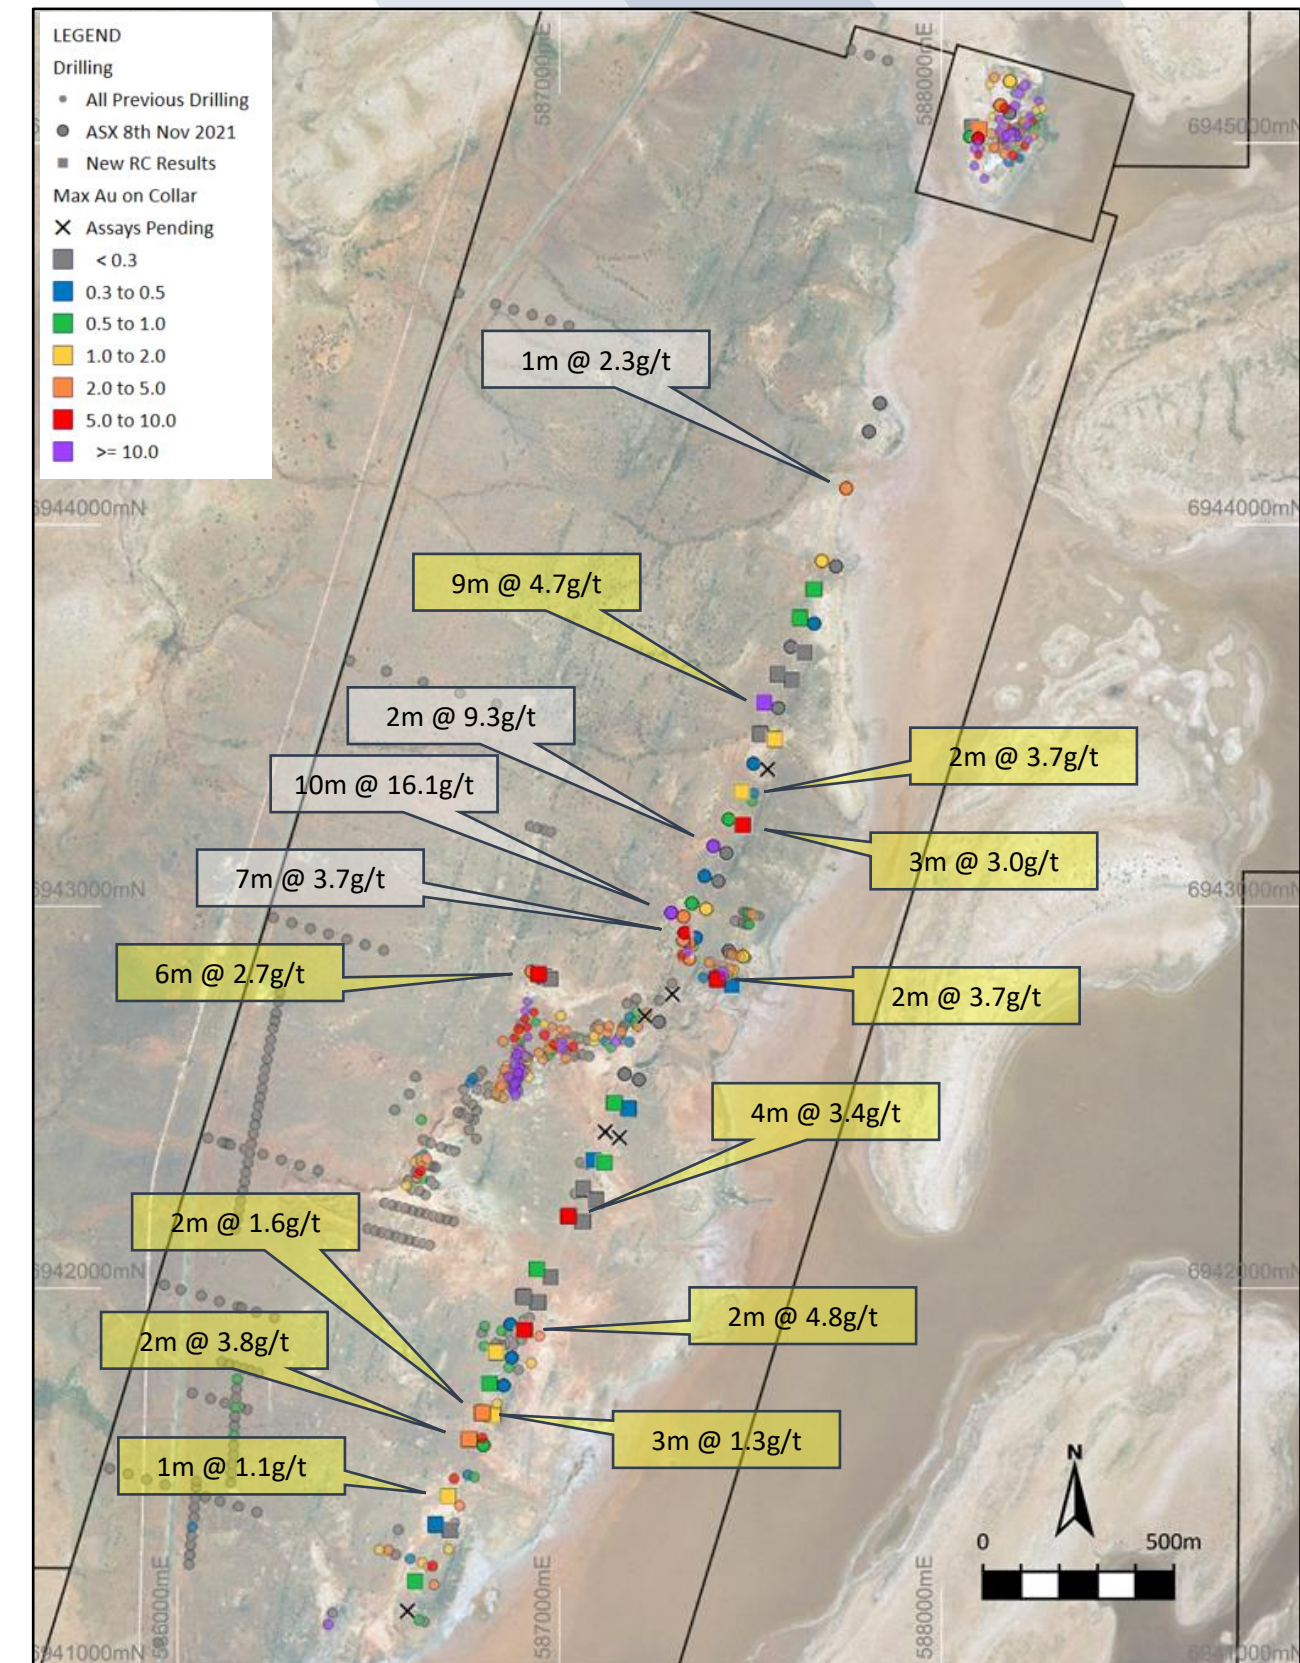 LEGEND
Drilling
All Previous Drilling
ASX 8th Nov 2021
New RC Results
Max Au on Collar
Assays Pending
< 0.3
0.3 to 0.5
0.5 to 1.0
1.0 to 2.0
2.0 to 5.0
5.0 to 10.0
>= 10.0
587000mE
588000mE
6945000mN
1m @ 2.3g/t
6944000mN
6944000mN
9m @ 4.7g/t
2m @ 9.3g/t
2m @ 3.7g/t
10m @ 16.1g/t
3m @ 3.0g/t
7m @ 3.7g/t
6943000mN
6943000mN
6m @ 2.7g/t
2m @ 3.7g/t
4m @ 3.4g/t
2m @ 1.6g/t
6942000mN
6942000mN
2m @ 4.8g/t
2m @ 3.8g/t
3m @ 1.3g/t
1m @ 1.1g/t
N
0
500m
586000mE
587000mE
588000mE
6941000mN
6941000mN